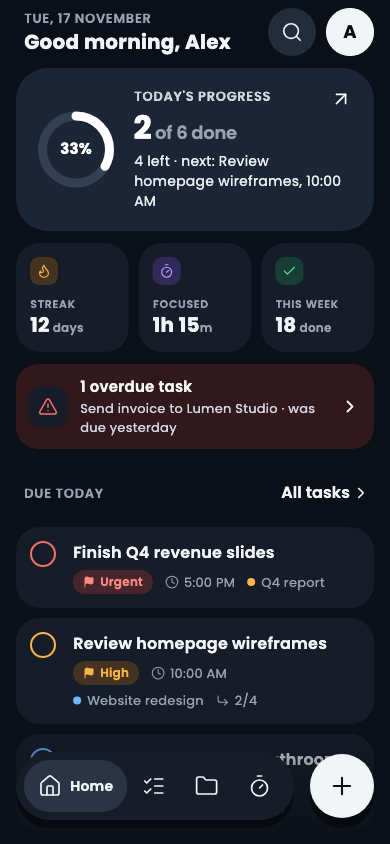 TUE, 17 NOVEMBER
Good morning, Alex
A
TODAY'S PROGRESS
33%
2 of 6 done
4 left · next: Review
homepage wireframes, 10:00
AM
STREAK
12 days
FOCUSED
1h 15m
THIS WEEK
18 done
1 overdue task
Send invoice to Lumen Studio · was
due yesterday
DUE TODAY
All tasks
Finish Q4 revenue slides
Urgent
5:00 PM
Q4 report
Review homepage wireframes
High
10:00 AM
Website redesign
2/4
Home